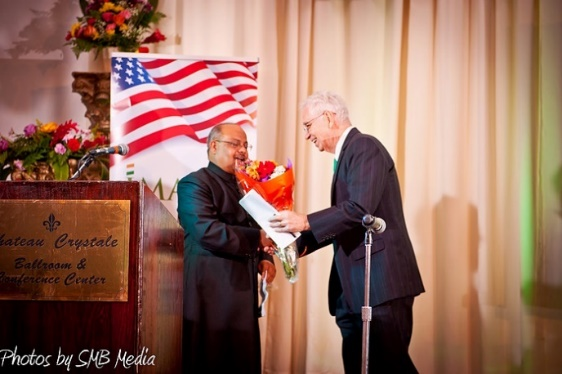 Chateau Crystale
Ballroom &
Conference Center
Photos by SMB Media